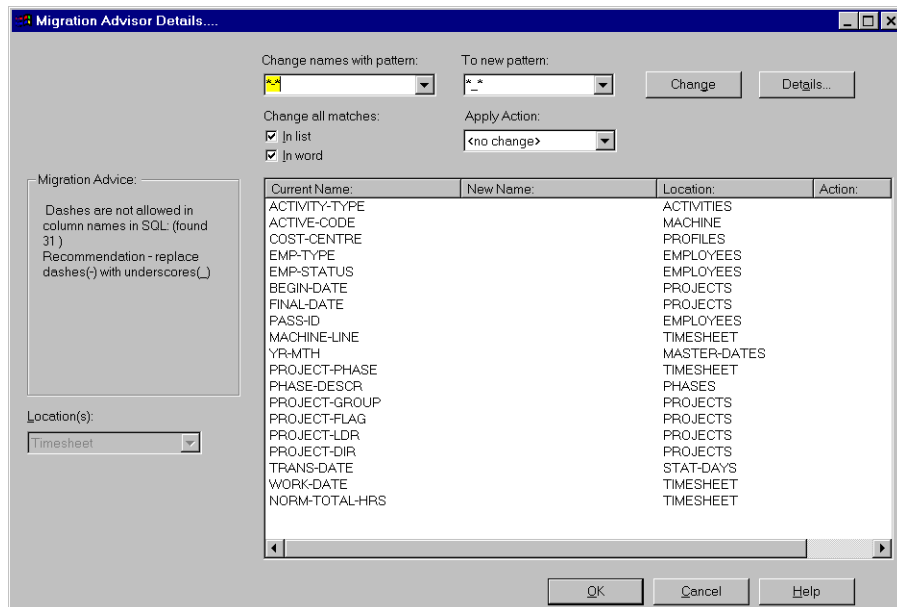 Migration Advisor Details....
Change names with pattern:
To new pattern:
*-*
*_*
Change
Details...
Change all matches:
Apply Action:
In list
<no change>
In word
Migration Advice:
Dashes are not allowed in
column names in SQL: (found
31 )
Recommendation - replace
dashes(-) with underscores(_)
Location(s):
Timesheet
Current Name: New Name: Location: Action:
ACTIVITY-TYPE ACTIVITIES
ACTIVE-CODE MACHINE
COST-CENTRE PROFILES
EMP-TYPE EMPLOYEES
EMP-STATUS EMPLOYEES
BEGIN-DATE PROJECTS
FINAL-DATE PROJECTS
PASS-ID EMPLOYEES
MACHINE-LINE TIMESHEET
YR-MTH MASTER-DATES
PROJECT-PHASE TIMESHEET
PHASE-DESCR PHASES
PROJECT-GROUP PROJECTS
PROJECT-FLAG PROJECTS
PROJECT-LDR PROJECTS
PROJECT-DIR PROJECTS
TRANS-DATE STAT-DAYS
WORK-DATE TIMESHEET
NORM-TOTAL-HRS TIMESHEET
OK
Cancel
Help